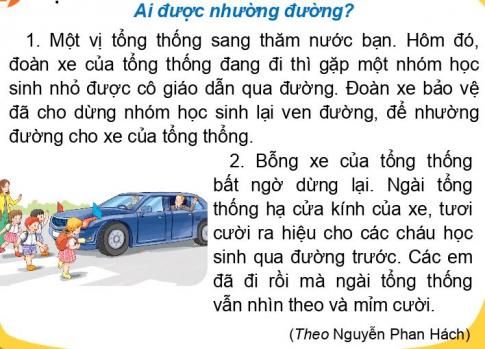 Ai được nhường đường?
1. Một vị tổng thống sang thăm nước bạn. Hôm đó,
đoàn xe của tổng thống đang đi thì gặp một nhóm học
sinh nhỏ được cô giáo dẫn qua đường. Đoàn xe bảo vệ
đã cho dừng nhóm học sinh lại ven đường, để nhường
đường cho xe của tổng thổng.
2. Bỗng xe của tổng thống
bất ngờ dừng lại. Ngài tổng
thống hạ cửa kính của xe, tươi
cười ra hiệu cho các cháu học
sinh qua đường trước. Các em
đã đi rồi mà ngài tổng thống
vẫn nhìn theo và mỉm cười.
(Theo Nguyễn Phan Hách)